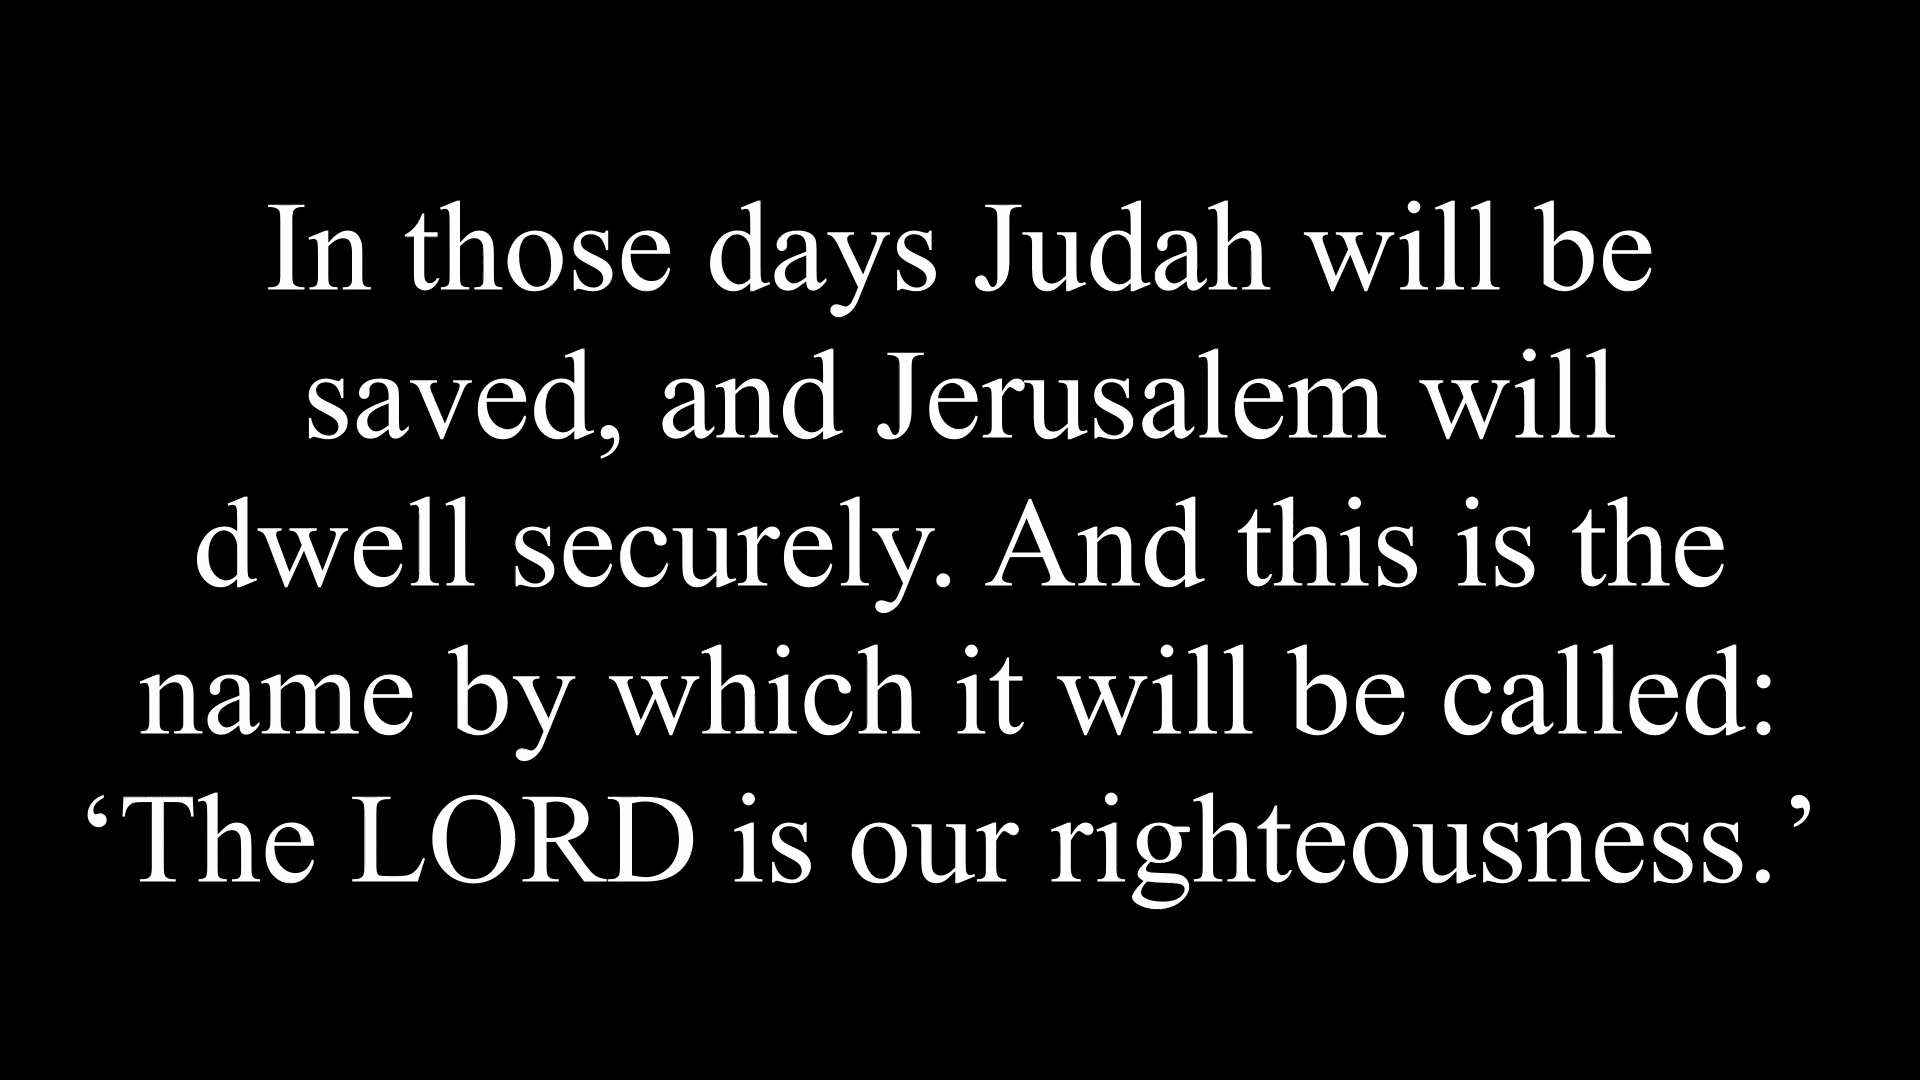 In those days Judah will be
saved, and Jerusalem will
dwell securely. And this is the
name by which it will be called:
‘The LORD is our righteousness.’